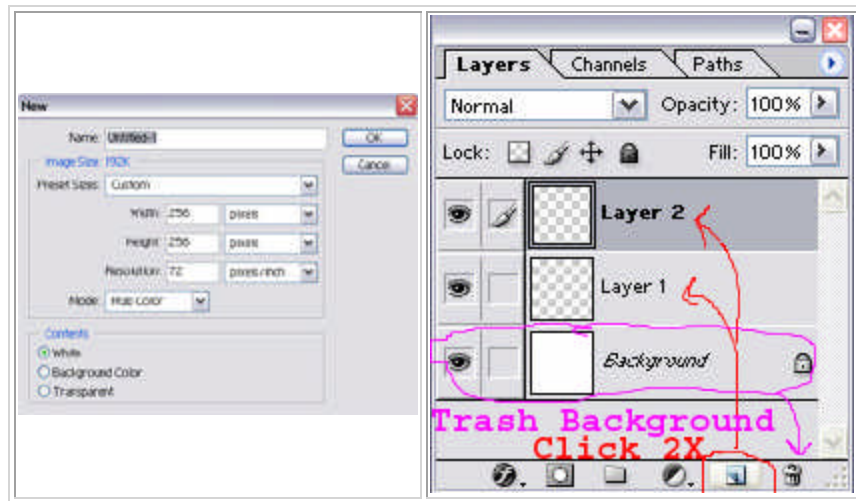 New
Name: Untitled-1
OK
Image Size: 192K
Cancel
Preset Sizes: Custom
Width: 256 pixels
Height: 256 pixels
Resolution: 72 pixels/inch
Mode: RGB Color
Contents
White
Background Color
Transparent
Layers Channels Paths
Normal Opacity: 100%
Lock: Fill: 100%
Layer 2
Layer 1
Background
Trash Background
Click 2X